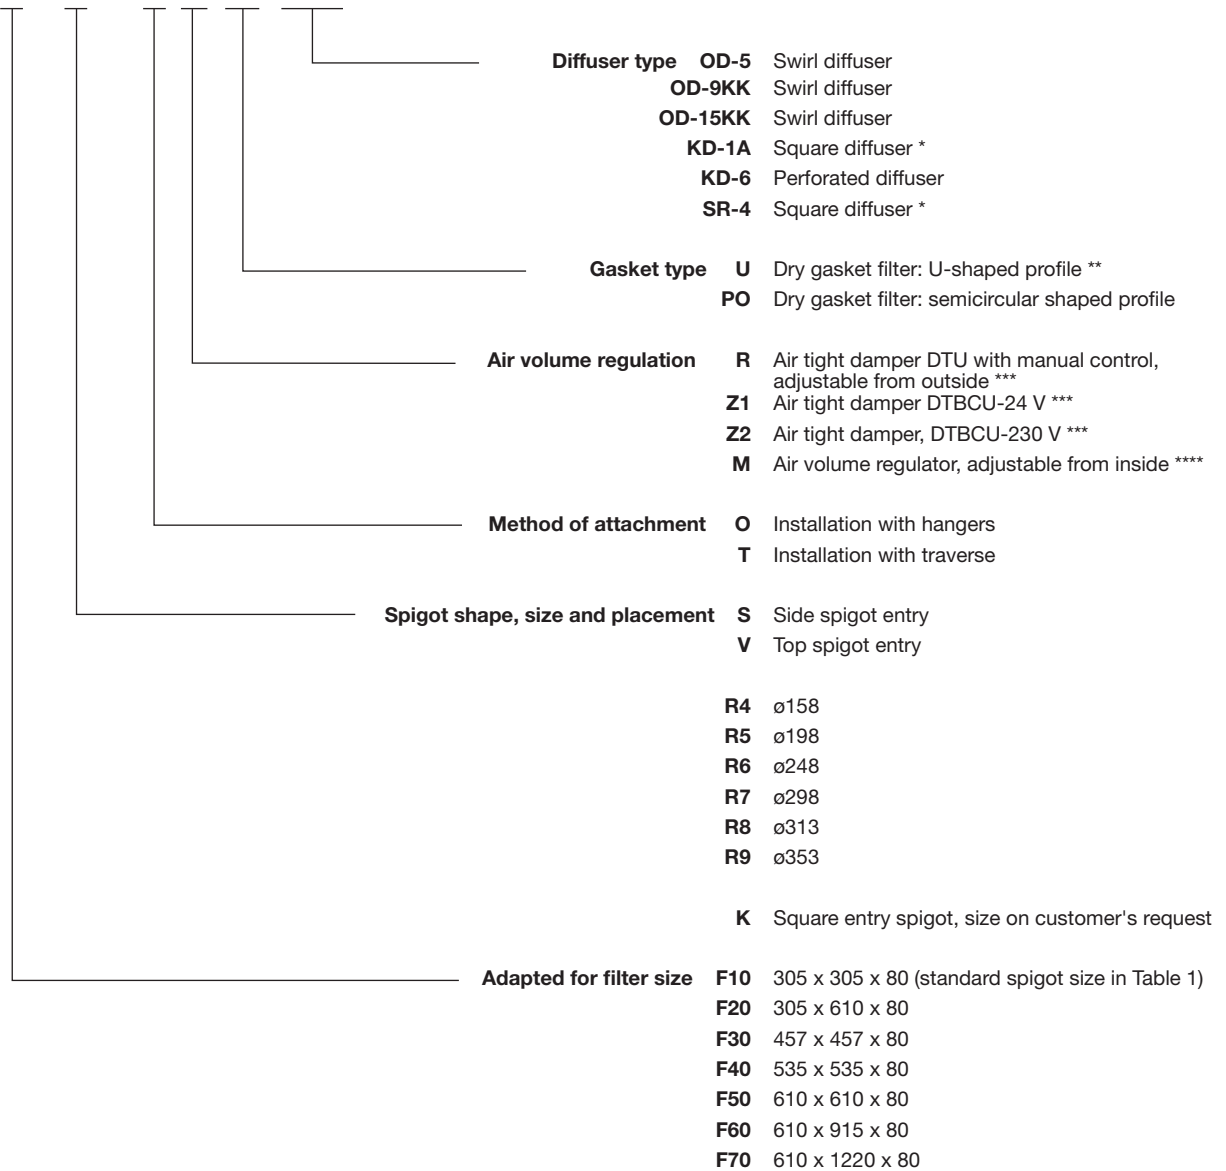 Diffuser type OD-5 Swirl diffuser
OD-9KK Swirl diffuser
OD-15KK Swirl diffuser
KD-1A Square diffuser *
KD-6 Perforated diffuser
SR-4 Square diffuser *
Gasket type U Dry gasket filter: U-shaped profile **
PO Dry gasket filter: semicircular shaped profile
Air volume regulation R Air tight damper DTU with manual control,
adjustable from outside ***
Z1 Air tight damper DTBCU-24 V ***
Z2 Air tight damper, DTBCU-230 V ***
M Air volume regulator, adjustable from inside ****
Method of attachment O Installation with hangers
T Installation with traverse
Spigot shape, size and placement S Side spigot entry
V Top spigot entry
R4 ø158
R5 ø198
R6 ø248
R7 ø298
R8 ø313
R9 ø353
K Square entry spigot, size on customer's request
Adapted for filter size F10 305 x 305 x 80 (standard spigot size in Table 1)
F20 305 x 610 x 80
F30 457 x 457 x 80
F40 535 x 535 x 80
F50 610 x 610 x 80
F60 610 x 915 x 80
F70 610 x 1220 x 80